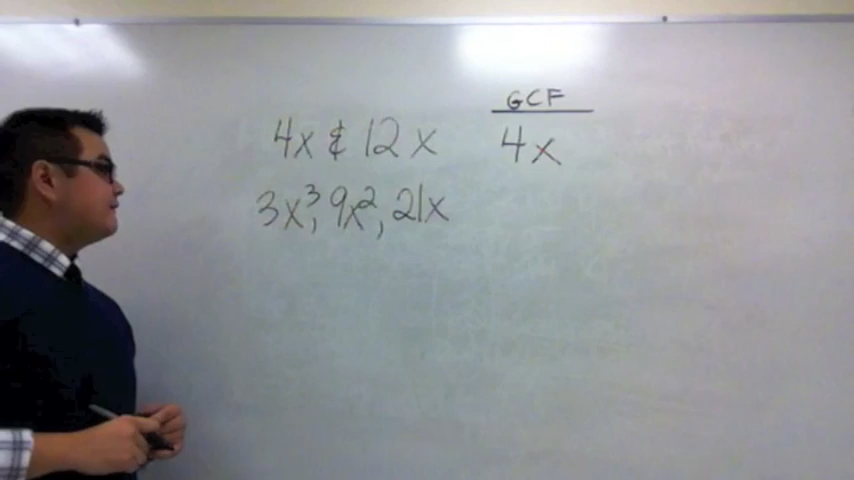 GCF
4x & 12x 4x
3x³, 9x², 21x